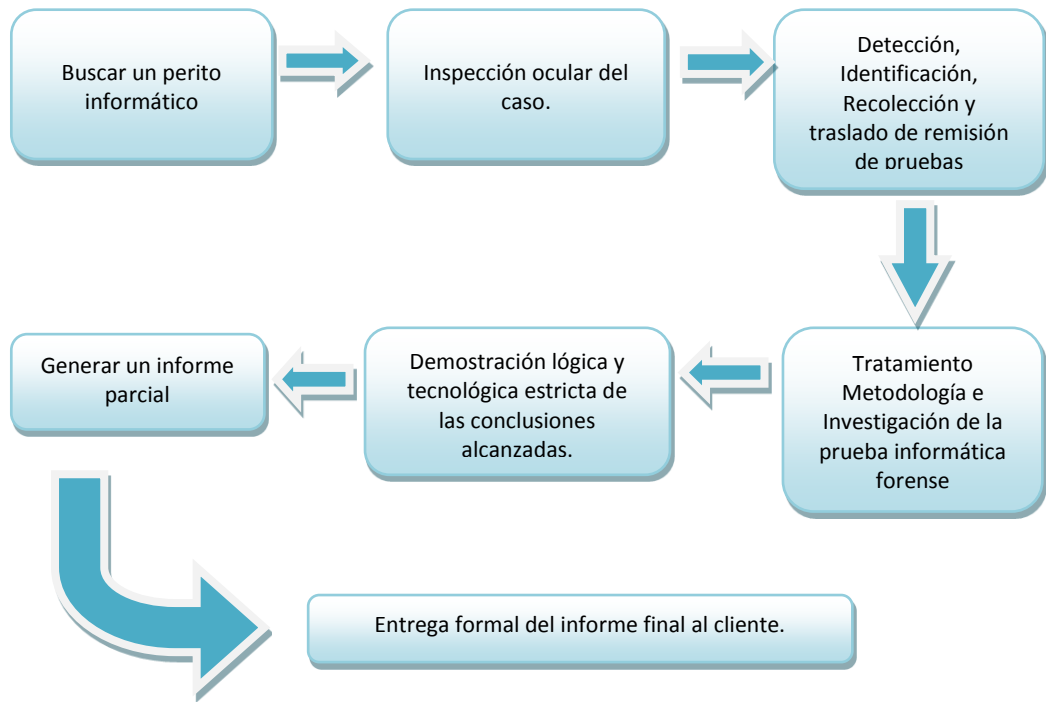 Buscar un perito
informático
Inspección ocular del
caso.
Detección,
Identificación,
Recolección y
traslado de remisión
de pruebas
Tratamiento
Metodología e
Investigación de la
prueba informática
forense
Demostración lógica y
tecnológica estricta de
las conclusiones
alcanzadas.
Generar un informe
parcial
Entrega formal del informe final al cliente.